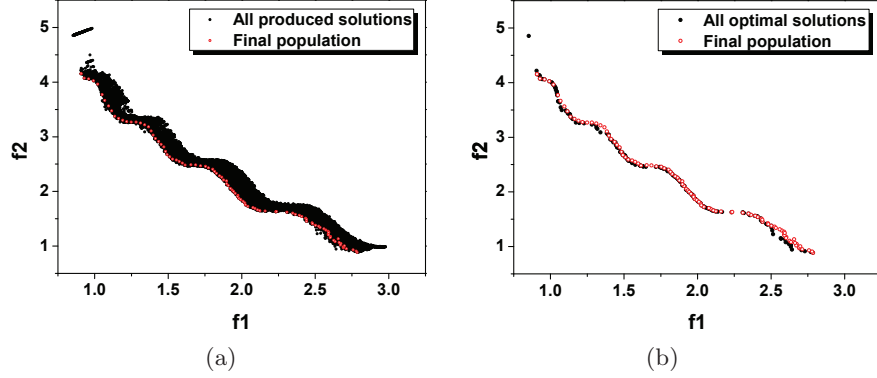 All produced solutions
Final population
5
4
3
2
1
f2
1.0 1.5 2.0 2.5 3.0
f1
(a)
All optimal solutions
Final population
5
4
3
2
1
f2
1.0 1.5 2.0 2.5 3.0
f1
(b)